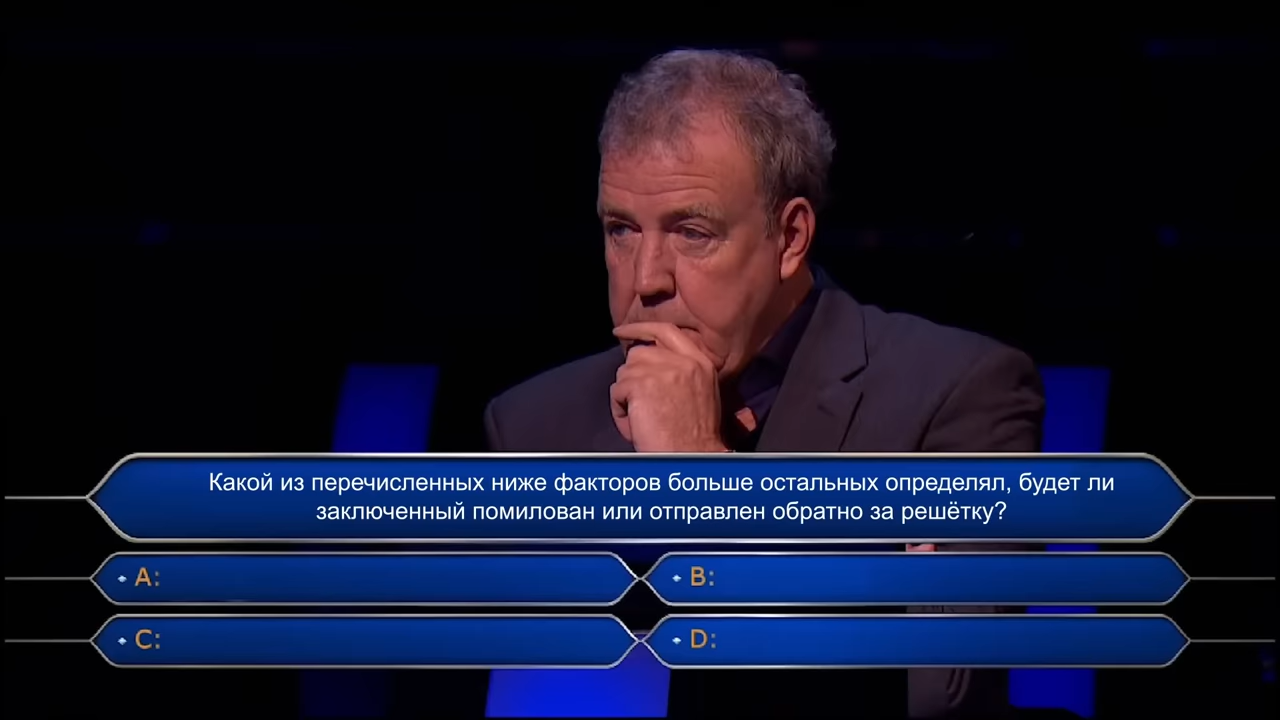 Какой из перечисленных ниже факторов больше остальных определял, будет ли
заключенный помилован или отправлен обратно за решётку?
A:
B:
C:
D: